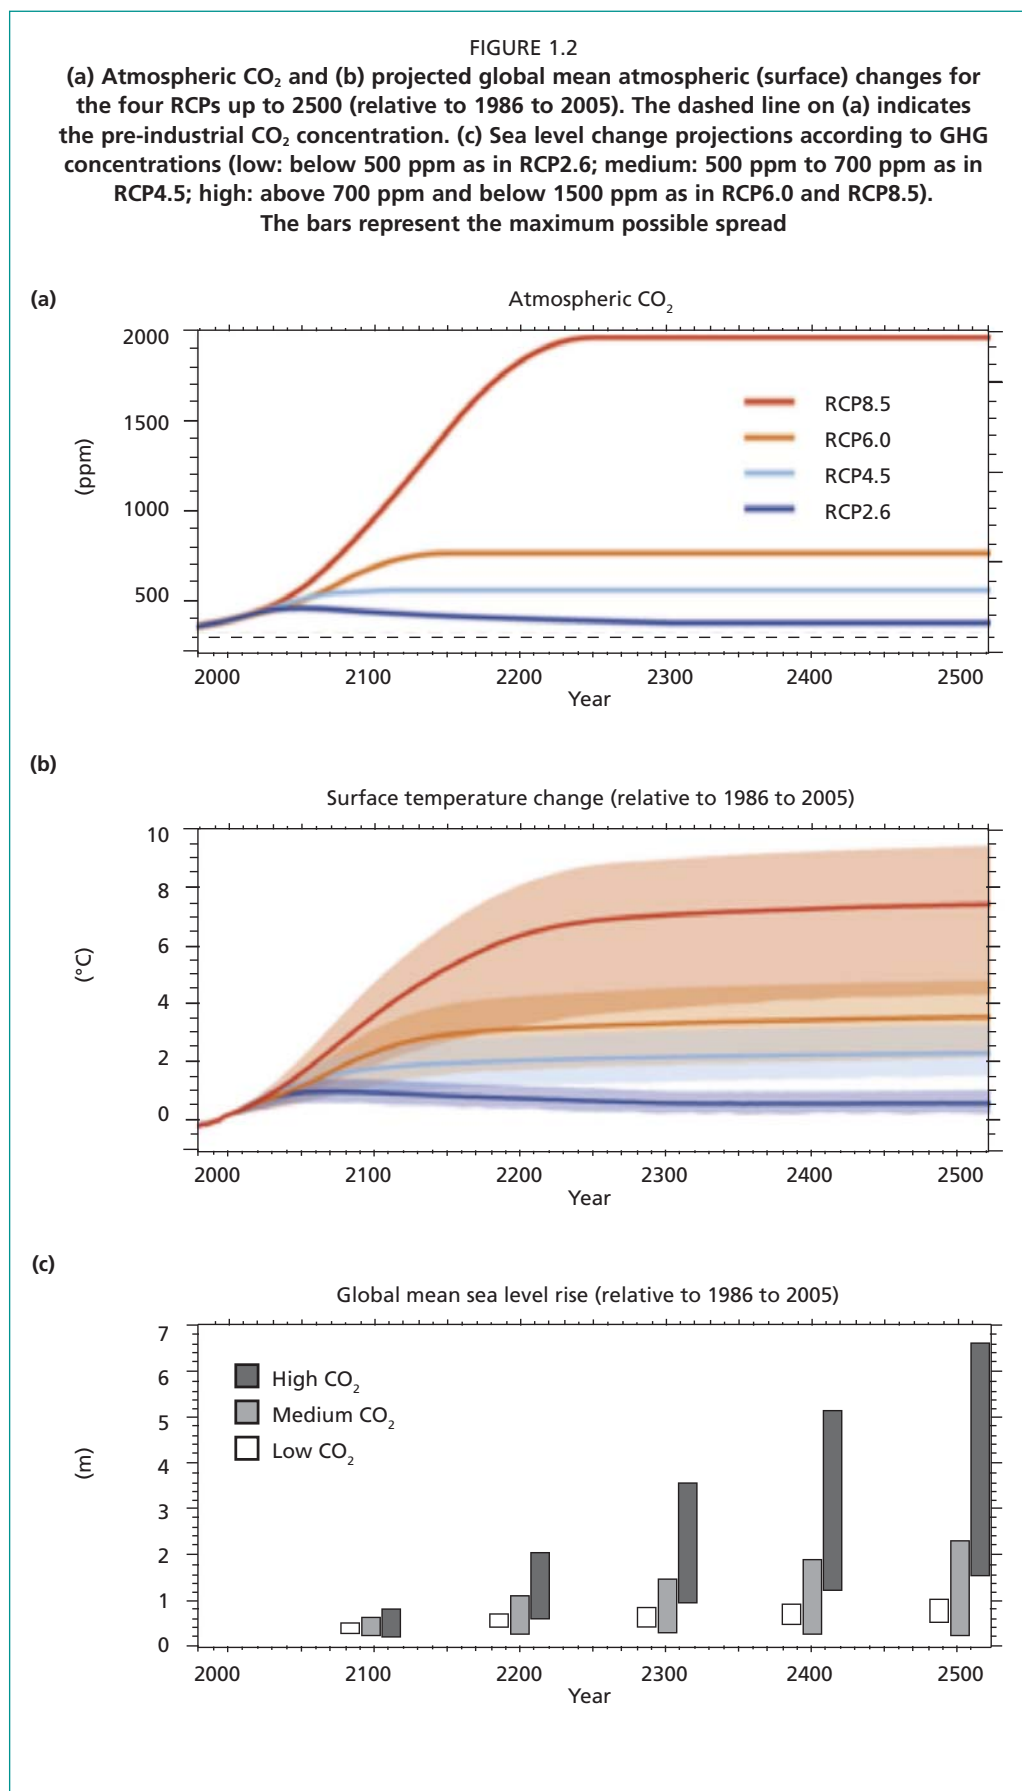 FIGURE 1.2
(a) Atmospheric CO₂ and (b) projected global mean atmospheric (surface) changes for
the four RCPs up to 2500 (relative to 1986 to 2005). The dashed line on (a) indicates
the pre-industrial CO₂ concentration. (c) Sea level change projections according to GHG
concentrations (low: below 500 ppm as in RCP2.6; medium: 500 ppm to 700 ppm as in
RCP4.5; high: above 700 ppm and below 1500 ppm as in RCP6.0 and RCP8.5).
The bars represent the maximum possible spread
(a)
Atmospheric CO₂
2000
1500
1000
500
(ppm)
RCP8.5
RCP6.0
RCP4.5
RCP2.6
2000 2100 2200 2300 2400 2500
Year
(b)
Surface temperature change (relative to 1986 to 2005)
10
8
6
4
2
0
(°C)
2000 2100 2200 2300 2400 2500
Year
(c)
Global mean sea level rise (relative to 1986 to 2005)
7
6
5
4
3
2
1
0
(m)
High CO₂
Medium CO₂
Low CO₂
2000 2100 2200 2300 2400 2500
Year